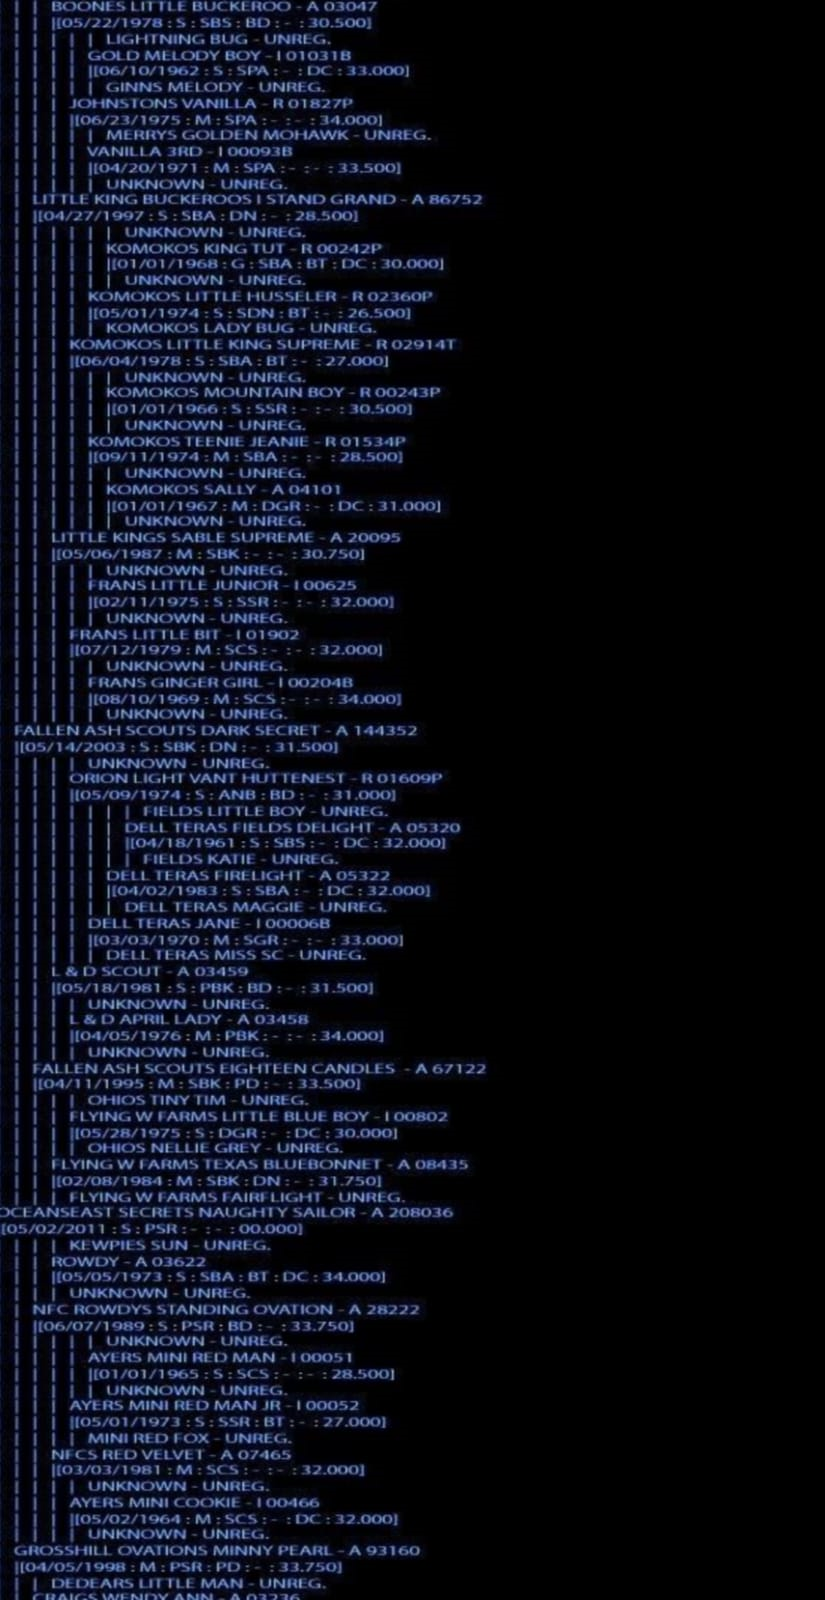 BOONES LITTLE BUCKEROO - A 03047
|[05/22/1978 : S : SBS : BD : - : 30.500]
| LIGHTNING BUG - UNREG.
GOLD MELODY BOY - I 01031B
|[06/10/1962 : S : SPA : - : DC : 33.000]
| GINNS MELODY - UNREG.
JOHNSTONS VANILLA - R 01827P
|[06/23/1975 : M : SPA : - : - : 34.000]
| MERRYS GOLDEN MOHAWK - UNREG.
VANILLA 3RD - I 00093B
|[04/20/1971 : M : SPA : - : - : 33.500]
| UNKNOWN - UNREG.
LITTLE KING BUCKEROOS I STAND GRAND - A 86752
|[04/27/1997 : S : SBA : DN : - : 28.500]
| UNKNOWN - UNREG.
KOMOKOS KING TUT - R 00242P
|[01/01/1968 : G : SBA : BT : DC : 30.000]
| UNKNOWN - UNREG.
KOMOKOS LITTLE HUSSELER - R 02360P
|[05/01/1974 : S : SDN : BT : - : 26.500]
| KOMOKOS LADY BUG - UNREG.
KOMOKOS LITTLE KING SUPREME - R 02914T
|[06/04/1978 : S : SBA : BT : - : 27.000]
| UNKNOWN - UNREG.
KOMOKOS MOUNTAIN BOY - R 00243P
|[01/01/1966 : S : SSR : - : - : 30.500]
| UNKNOWN - UNREG.
KOMOKOS TEENIE JEANIE - R 01534P
|[09/11/1974 : M : SBA : - : - : 28.500]
| UNKNOWN - UNREG.
KOMOKOS SALLY - A 04101
|[01/01/1967 : M : DGR : - : DC : 31.000]
| UNKNOWN - UNREG.
LITTLE KINGS SABLE SUPREME - A 20095
|[05/06/1987 : M : SBK : - : - : 30.750]
| UNKNOWN - UNREG.
FRANS LITTLE JUNIOR - I 00625
|[02/11/1975 : S : SSR : - : - : 32.000]
| UNKNOWN - UNREG.
FRANS LITTLE BIT - I 01902
|[07/12/1979 : M : SCS : - : - : 32.000]
| UNKNOWN - UNREG.
FRANS GINGER GIRL - I 00204B
|[08/10/1969 : M : SCS : - : - : 34.000]
| UNKNOWN - UNREG.
FALLEN ASH SCOUTS DARK SECRET - A 144352
|[05/14/2003 : S : SBK : DN : - : 31.500]
| UNKNOWN - UNREG.
ORION LIGHT VANT HUTTENEST - R 01609P
|[05/09/1974 : S : ANB : BD : - : 31.000]
| FIELDS LITTLE BOY - UNREG.
DELL TERAS FIELDS DELIGHT - A 05320
|[04/18/1961 : S : SBS : - : DC : 32.000]
| FIELDS KATIE - UNREG.
DELL TERAS FIRELIGHT - A 05322
|[04/02/1983 : S : SBA : - : DC : 32.000]
| DELL TERAS MAGGIE - UNREG.
DELL TERAS JANE - I 00006B
|[03/03/1970 : M : SGR : - : - : 33.000]
| DELL TERAS MISS SC - UNREG.
L & D SCOUT - A 03459
|[05/18/1981 : S : PBK : BD : - : 31.500]
| UNKNOWN - UNREG.
L & D APRIL LADY - A 03458
|[04/05/1976 : M : PBK : - : - : 34.000]
| UNKNOWN - UNREG.
FALLEN ASH SCOUTS EIGHTEEN CANDLES - A 67122
|[04/11/1995 : M : SBK : PD : - : 33.500]
| OHIOS TINY TIM - UNREG.
FLYING W FARMS LITTLE BLUE BOY - I 00802
|[05/28/1975 : S : DGR : - : DC : 30.000]
| OHIOS NELLIE GREY - UNREG.
FLYING W FARMS TEXAS BLUEBONNET - A 08435
|[02/08/1984 : M : SBK : DN : - : 31.750]
| FLYING W FARMS FAIRFLIGHT - UNREG.
OCEANSEAST SECRETS NAUGHTY SAILOR - A 208036
[05/02/2011 : S : PSR : - : - : 00.000]
| KEWPIES SUN - UNREG.
ROWDY - A 03622
|[05/05/1973 : S : SBA : BT : DC : 34.000]
| UNKNOWN - UNREG.
NFC ROWDYS STANDING OVATION - A 28222
|[06/07/1989 : S : PSR : BD : - : 33.750]
| UNKNOWN - UNREG.
AYERS MINI RED MAN - I 00051
|[01/01/1965 : S : SCS : - : - : 28.500]
| UNKNOWN - UNREG.
AYERS MINI RED MAN JR - I 00052
|[05/01/1973 : S : SSR : BT : - : 27.000]
| MINI RED FOX - UNREG.
NFCS RED VELVET - A 07465
|[03/03/1981 : M : SCS : - : - : 32.000]
| UNKNOWN - UNREG.
AYERS MINI COOKIE - I 00466
|[05/02/1964 : M : SCS : - : DC : 32.000]
| UNKNOWN - UNREG.
GROSSHILL OVATIONS MINNY PEARL - A 93160
|[04/05/1998 : M : PSR : PD : - : 33.750]
| DEDEARS LITTLE MAN - UNREG.
CRAIGS WENDY ANN - A 03236